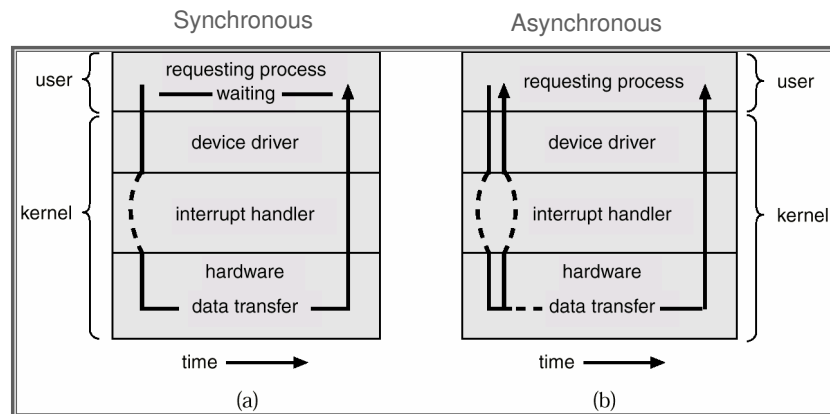 Synchronous
Asynchronous
user
requesting process
waiting
device driver
kernel
interrupt handler
hardware
data transfer
time
(a)
requesting process
user
device driver
interrupt handler
kernel
hardware
data transfer
time
(b)